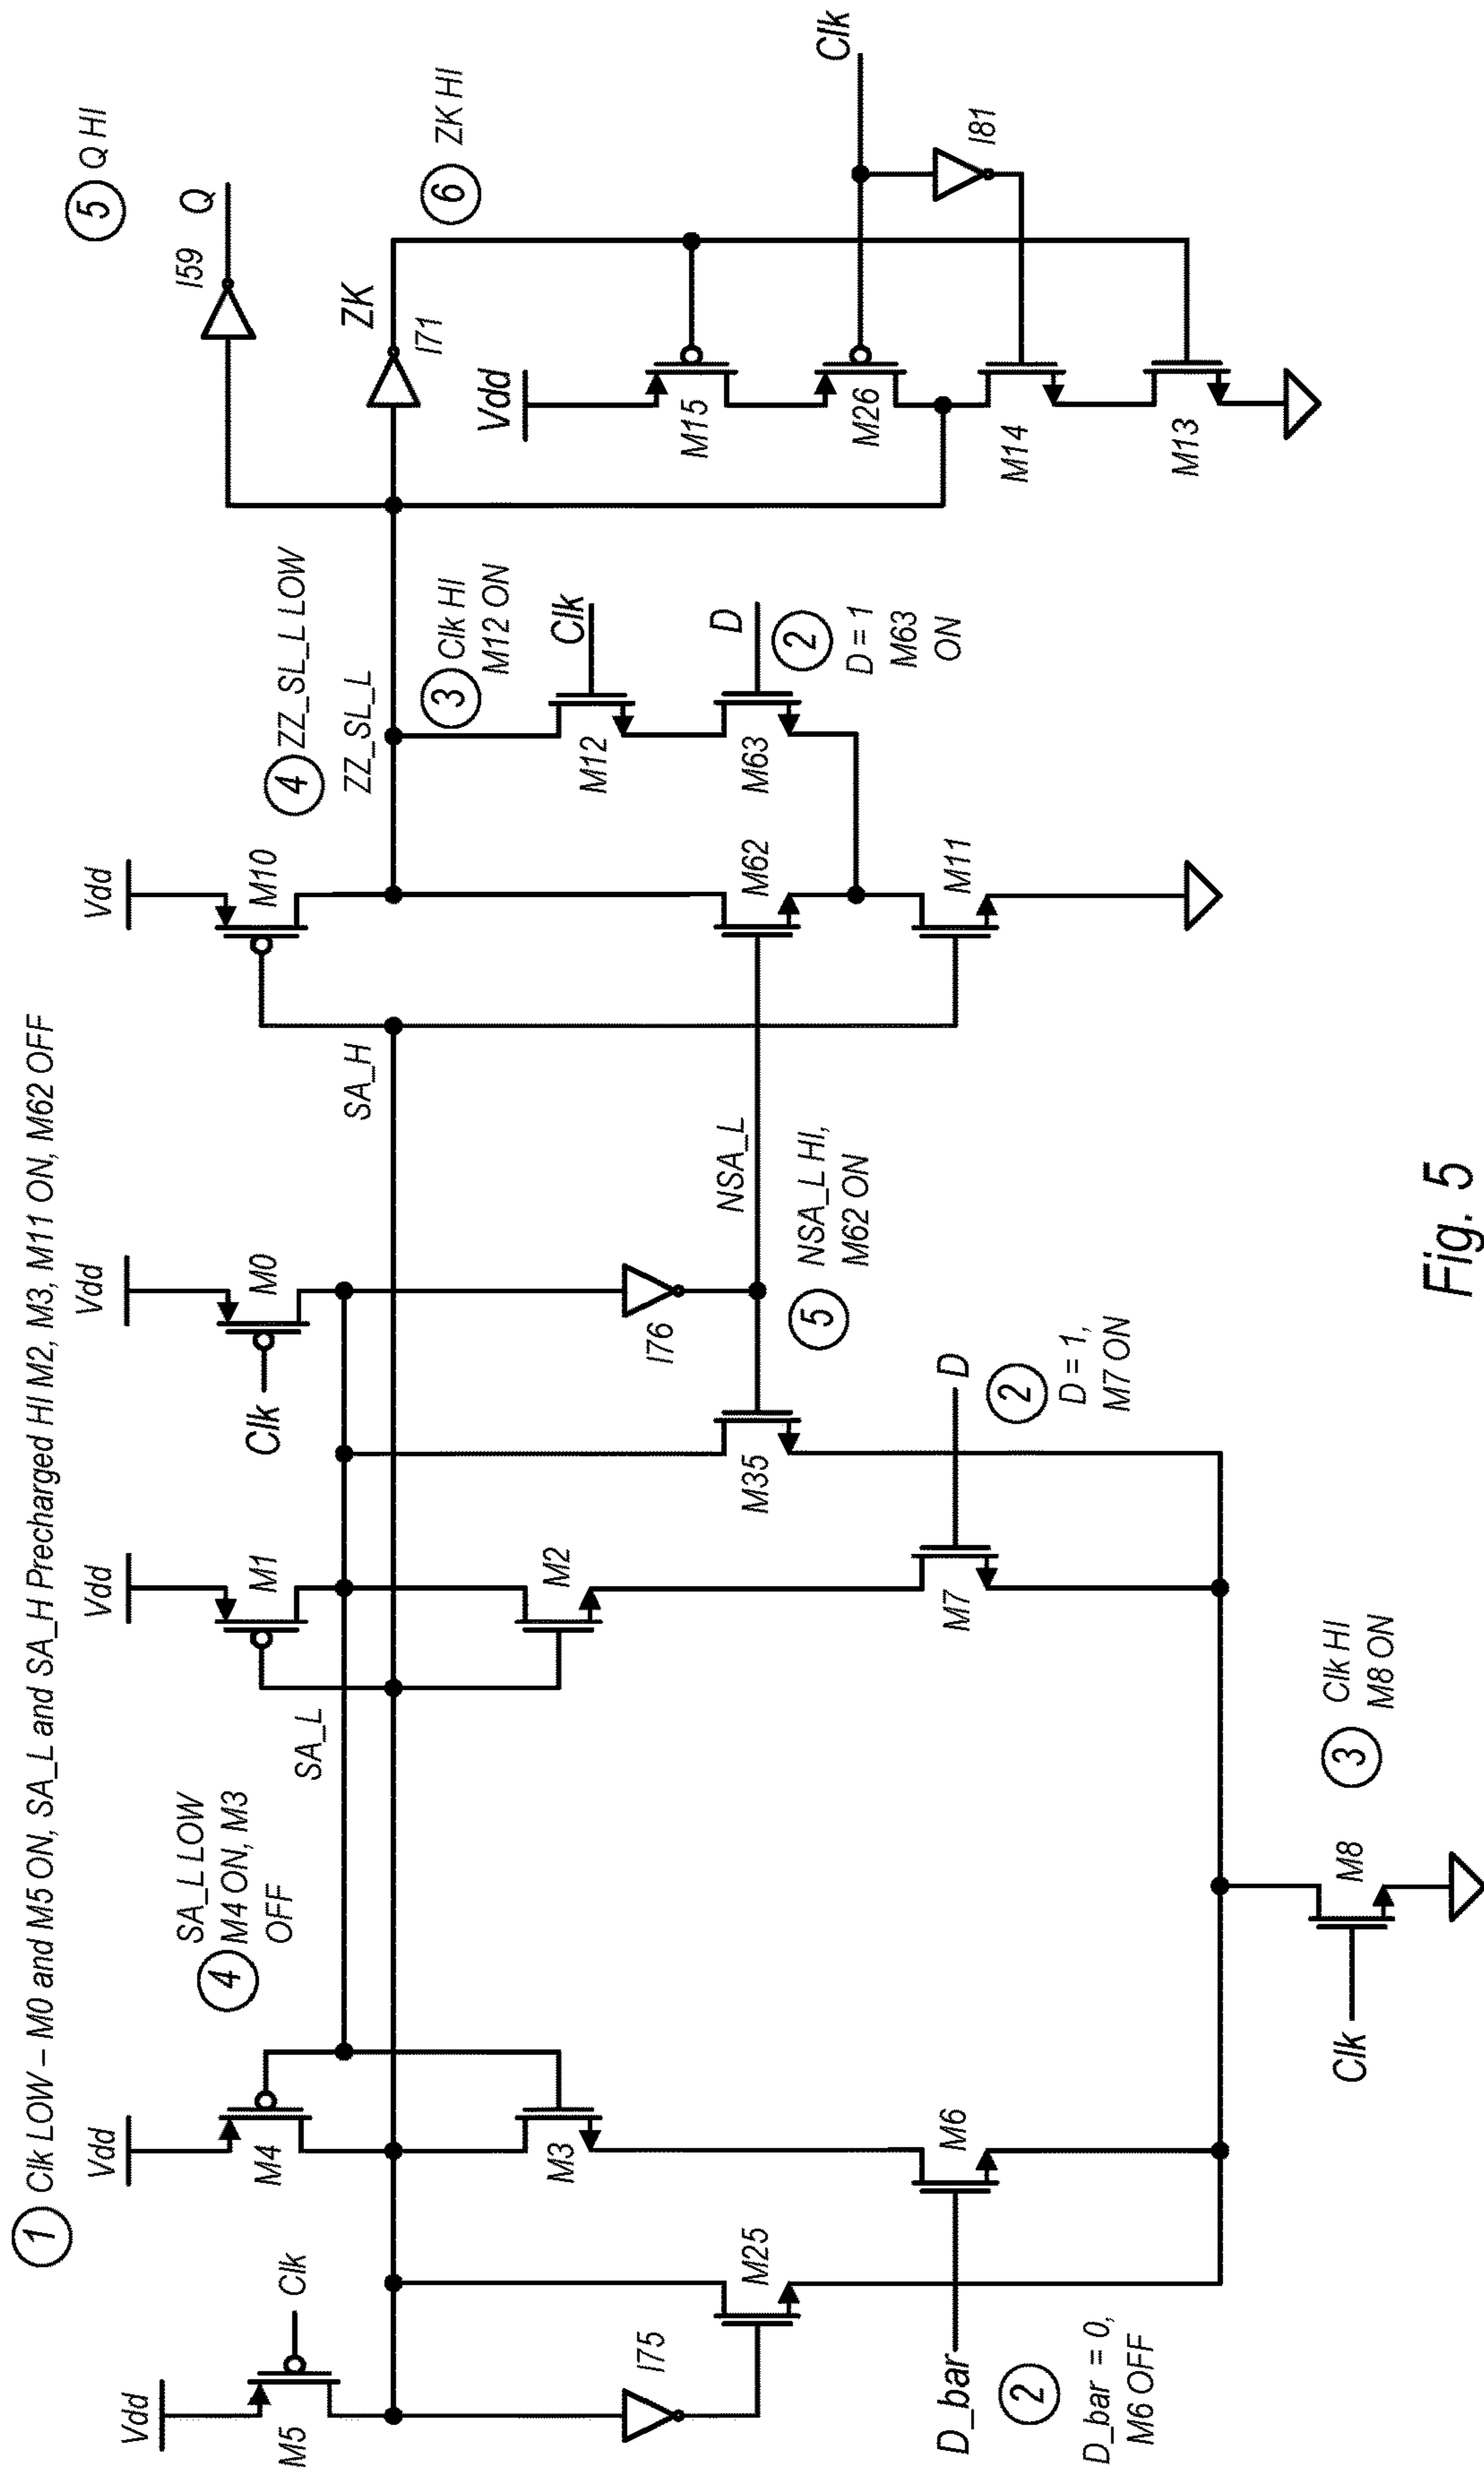 ① Clk LOW – M0 and M5 ON, SA_L and SA_H Precharged HI M2, M3, M11 ON, M62 OFF
Vdd
Clk
M5
I75
M25
Vdd
M4
M3
④ SA_L LOW
M4 ON, M3
OFF
D_bar
M6
② D_bar = 0,
M6 OFF
SA_L
Vdd
M1
M2
M7
D
② D = 1,
M7 ON
Clk
M8
③ Clk HI
M8 ON
Vdd
Clk
M0
I76
M35
NSA_L
⑤ NSA_L HI,
M62 ON
SA_H
Vdd
M10
M62
M11
④ ZZ_SL_L LOW
ZZ_SL_L
③ Clk HI
M12 ON
Clk
M12
D
M63
② D = 1
M63
ON
⑤ Q HI
I59
Q
ZK
I71
⑥ ZK HI
Vdd
M15
M26
M14
M13
Clk
I81
Fig. 5